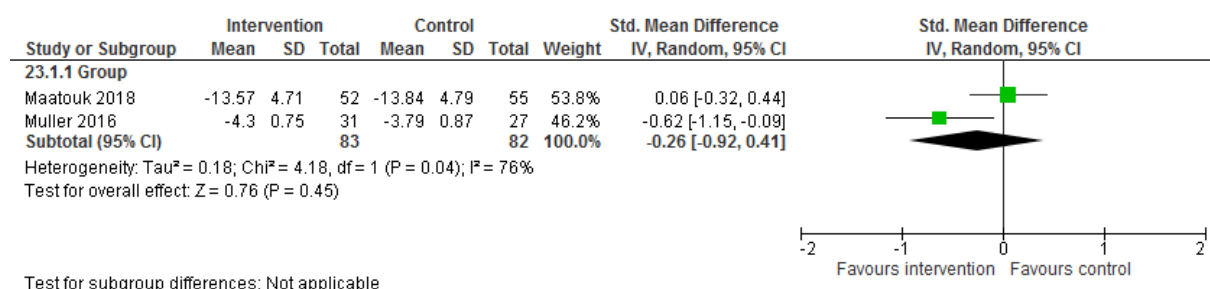 Intervention Control Std. Mean Difference Std. Mean Difference
Study or Subgroup Mean SD Total Mean SD Total Weight IV, Random, 95% CI IV, Random, 95% CI
23.1.1 Group
Maatouk 2018 -13.57 4.71 52 -13.84 4.79 55 53.8% 0.06 [-0.32, 0.44]
Muller 2016 -4.3 0.75 31 -3.79 0.87 27 46.2% -0.62 [-1.15, -0.09]
Subtotal (95% CI) 83 82 100.0% -0.26 [-0.92, 0.41]
Heterogeneity: Tau² = 0.18; Chi² = 4.18, df = 1 (P = 0.04); I² = 76%
Test for overall effect: Z = 0.76 (P = 0.45)
-2 -1 0 1 2
Favours intervention Favours control
Test for subgroup differences: Not applicable